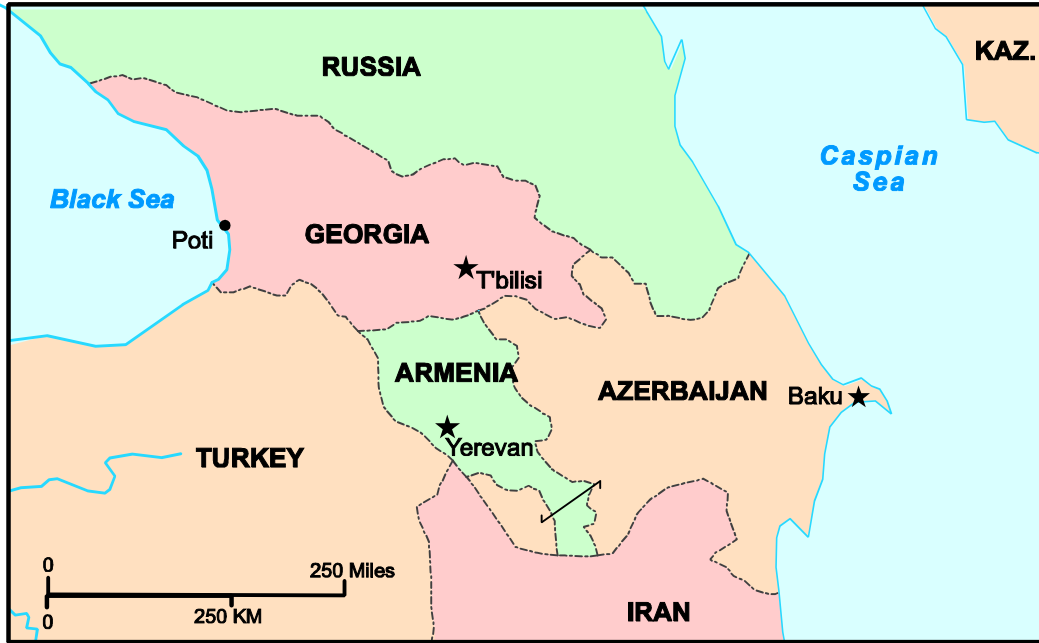 RUSSIA
KAZ.
Caspian
Sea
Black Sea
Poti
GEORGIA
T'bilisi
ARMENIA
AZERBAIJAN
Baku
Yerevan
TURKEY
0
250 Miles
0
250 KM
IRAN